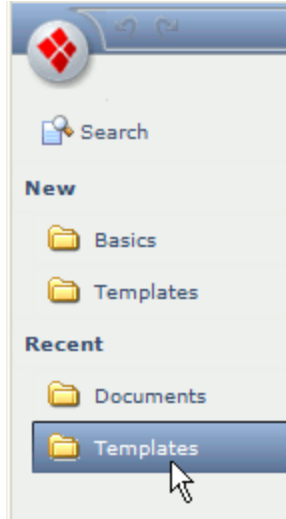 Search
New
Basics
Templates
Recent
Documents
Templates